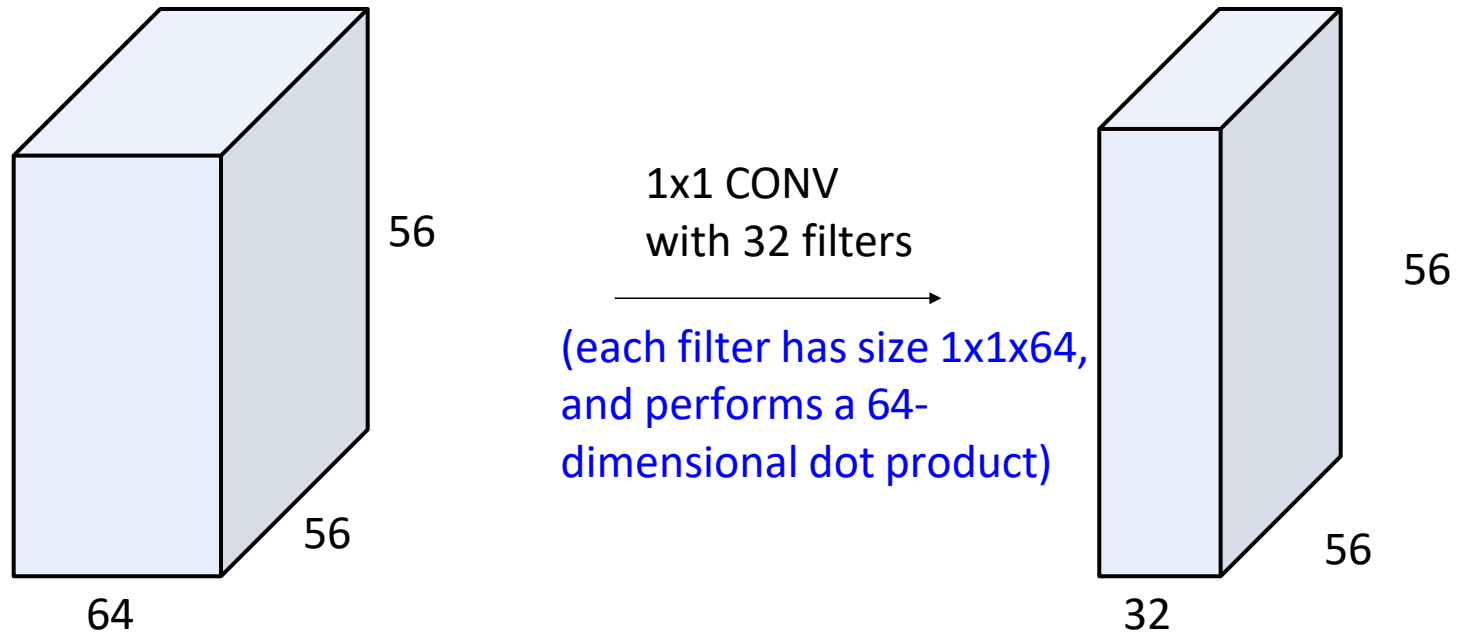 56
56
64
1x1 CONV
with 32 filters
(each filter has size 1x1x64,
and performs a 64-
dimensional dot product)
56
56
32